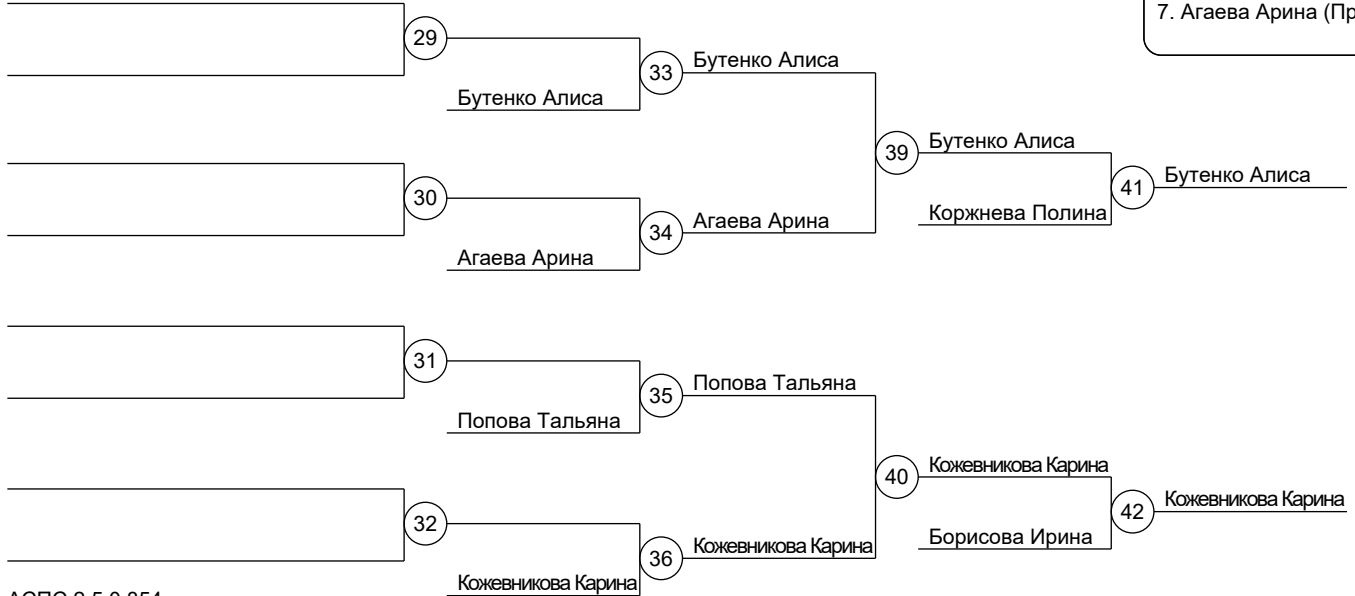 7. Агаева Арина (Пр
29
33
Бутенко Алиса
Бутенко Алиса
39
Бутенко Алиса
41
Бутенко Алиса
30
34
Агаева Арина
Коржнева Полина
Агаева Арина
31
35
Попова Тальяна
Попова Тальяна
40
Кожевникова Карина
42
Кожевникова Карина
32
36
Кожевникова Карина
Борисова Ирина
Кожевникова Карина